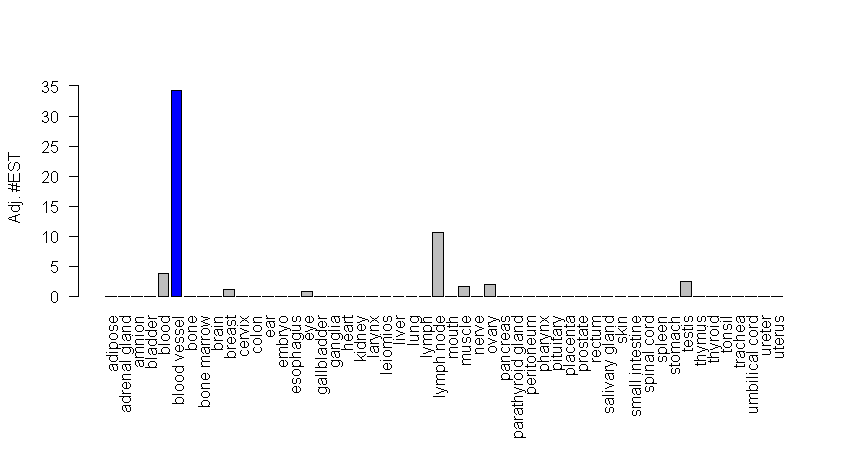 Adj. #EST
35
30
25
20
15
10
5
0
adipose
adrenal gland
amnion
bladder
blood
blood vessel
bone
bone marrow
brain
breast
cervix
colon
ear
embryo
esophagus
eye
gallbladder
ganglia
heart
kidney
larynx
leiomios
liver
lung
lymph
lymph node
mouth
muscle
nerve
ovary
pancreas
parathyroid gland
peritoneum
pharynx
pituitary
placenta
prostate
rectum
salivary gland
skin
small intestine
spinal cord
spleen
stomach
testis
thymus
thyroid
tonsil
trachea
umbilical cord
ureter
uterus